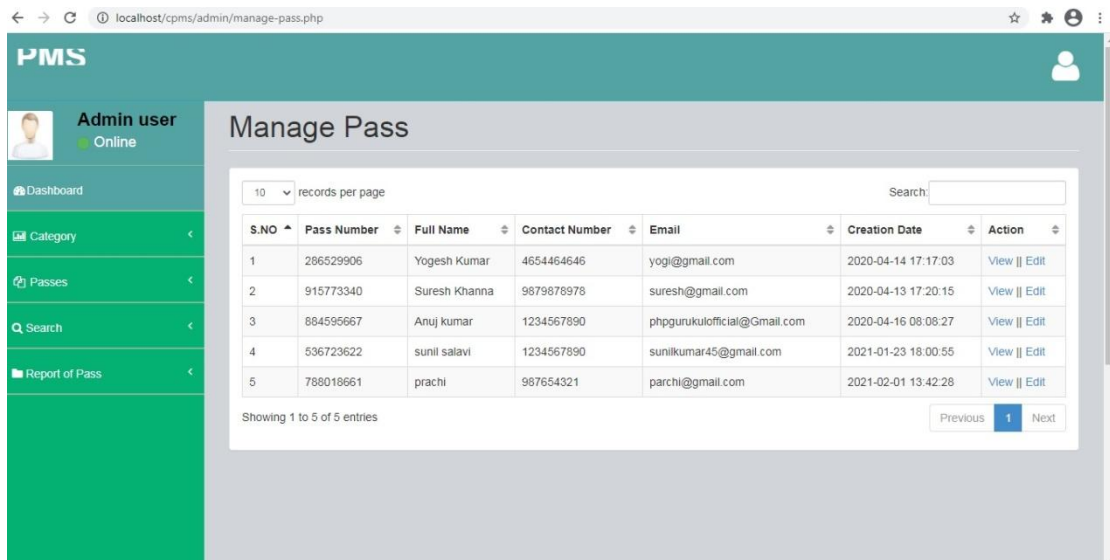 localhost/cpms/admin/manage-pass.php
PMS
Admin user
Online
Dashboard
Category
Passes
Search
Report of Pass
Manage Pass
10 records per page Search:
S.NO Pass Number Full Name Contact Number Email Creation Date Action
1 286529906 Yogesh Kumar 4654464646 yogi@gmail.com 2020-04-14 17:17:03 View || Edit
2 915773340 Suresh Khanna 9879878978 suresh@gmail.com 2020-04-13 17:20:15 View || Edit
3 884595667 Anuj kumar 1234567890 phpgurukulofficial@Gmail.com 2020-04-16 08:08:27 View || Edit
4 536723622 sunil salavi 1234567890 sunilkumar45@gmail.com 2021-01-23 18:00:55 View || Edit
5 788018661 prachi 987654321 parchi@gmail.com 2021-02-01 13:42:28 View || Edit
Showing 1 to 5 of 5 entries Previous 1 Next